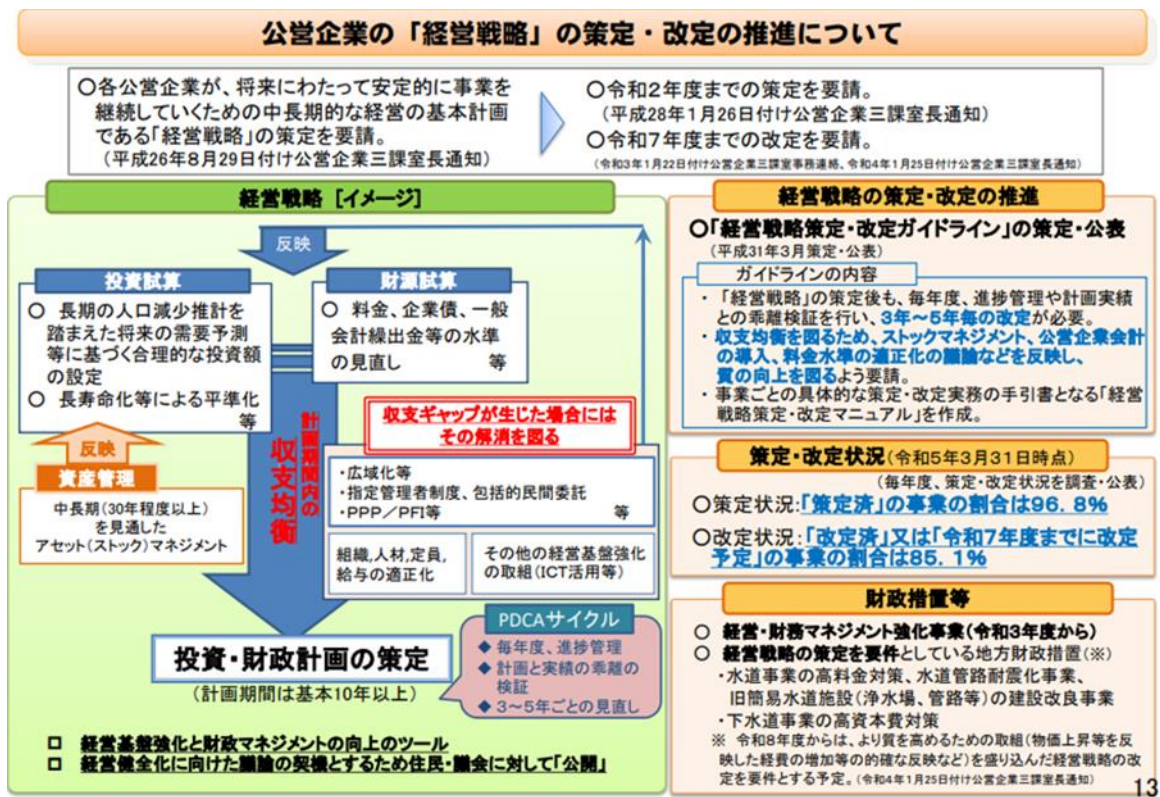 公営企業の「経営戦略」の策定・改定の推進について
○各公営企業が、将来にわたって安定的に事業を
継続していくための中長期的な経営の基本計画
である「経営戦略」の策定を要請。
(平成26年8月29日付け公営企業三課室長通知)
○令和2年度までの策定を要請。
(平成28年1月26日付け公営企業三課室長通知)
○令和7年度までの改定を要請。
(令和3年1月22日付け公営企業三課室事務連絡、令和4年1月25日付け公営企業三課室長通知)
経営戦略 [イメージ]
反映
投資試算
○ 長期の人口減少推計を
踏まえた将来の需要予測
等に基づく合理的な投資額
の設定
○ 長寿命化等による平準化
等
財源試算
○ 料金、企業債、一般
会計繰出金等の水準
の見直し 等
反映
資産管理
中長期(30年程度以上)
を見通した
アセット(ストック)マネジメント
計画期間内の
収支均衡
収支ギャップが生じた場合には
その解消を図る
・広域化等
・指定管理者制度、包括的民間委託
・PPP/PFI等 等
組織,人材,定員,
給与の適正化
その他の経営基盤強化
の取組(ICT活用等)
投資・財政計画の策定
(計画期間は基本10年以上)
PDCAサイクル
◆ 毎年度、進捗管理
◆ 計画と実績の乖離の
検証
◆ 3~5年ごとの見直し
□ 経営基盤強化と財政マネジメントの向上のツール
□ 経営健全化に向けた議論の契機とするため住民・議会に対して「公開」
経営戦略の策定・改定の推進
○「経営戦略策定・改定ガイドライン」の策定・公表
(平成31年3月策定・公表)
ガイドラインの内容
・ 「経営戦略」の策定後も、毎年度、進捗管理や計画実績
との乖離検証を行い、3年~5年毎の改定が必要。
・ 収支均衡を図るため、ストックマネジメント、公営企業会計
の導入、料金水準の適正化の議論などを反映し、
質の向上を図るよう要請。
・ 事業ごとの具体的な策定・改定実務の手引書となる「経営
戦略策定・改定マニュアル」を作成。
策定・改定状況(令和5年3月31日時点)
(毎年度、策定・改定状況を調査・公表)
○策定状況:「策定済」の事業の割合は96.8%
○改定状況:「改定済」又は「令和7年度までに改定
予定」の事業の割合は85.1%
財政措置等
○ 経営・財務マネジメント強化事業(令和3年度から)
○ 経営戦略の策定を要件としている地方財政措置(※)
・水道事業の高料金対策、水道管路耐震化事業、
旧簡易水道施設(浄水場、管路等)の建設改良事業
・下水道事業の高資本費対策
※ 令和8年度からは、より質を高めるための取組(物価上昇等を反
映した経費の増加等の的確な反映など)を盛り込んだ経営戦略の改
定を要件とする予定。(令和4年1月25日付け公営企業三課室長通知)
13